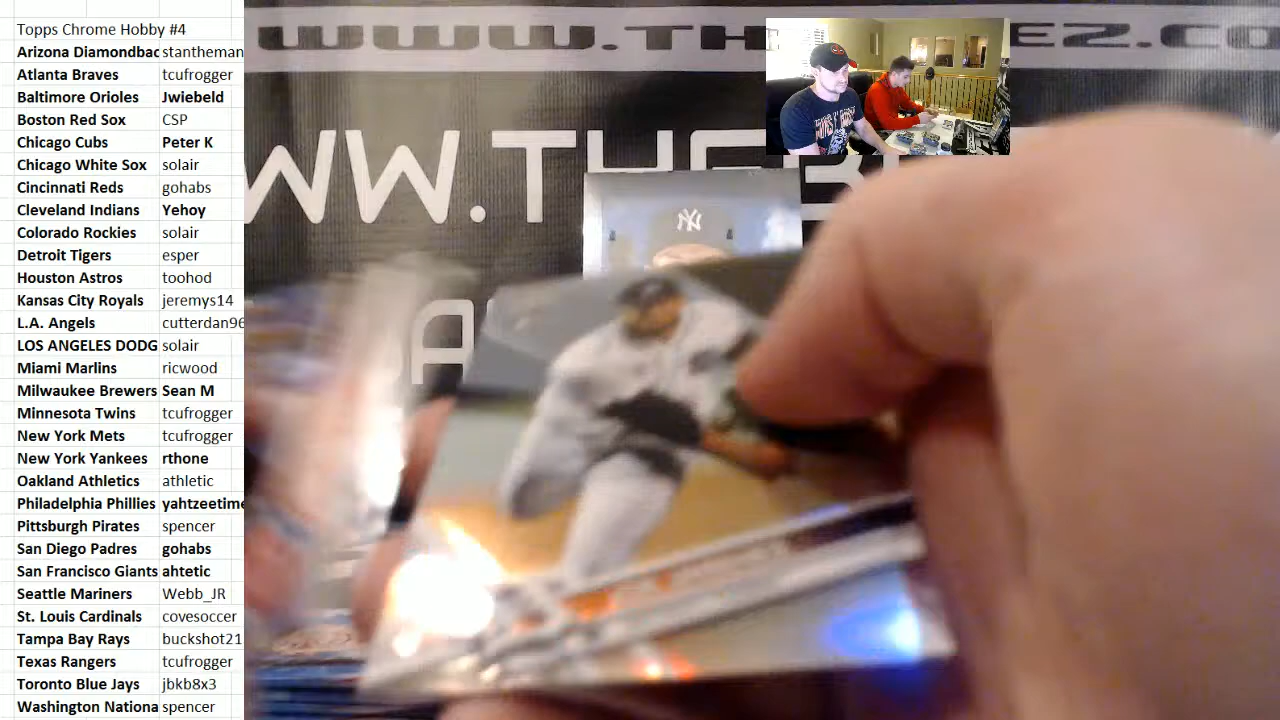 Topps Chrome Hobby #4
Arizona Diamondbac stantheman
Atlanta Braves tcufrogger
Baltimore Orioles Jwiebeld
Boston Red Sox CSP
Chicago Cubs Peter K
Chicago White Sox solair
Cincinnati Reds gohabs
Cleveland Indians Yehoy
Colorado Rockies solair
Detroit Tigers esper
Houston Astros toohod
Kansas City Royals jeremys14
L.A. Angels cutterdan96
LOS ANGELES DODG solair
Miami Marlins ricwood
Milwaukee Brewers Sean M
Minnesota Twins tcufrogger
New York Mets tcufrogger
New York Yankees rthone
Oakland Athletics athletic
Philadelphia Phillies yahtzeetime
Pittsburgh Pirates spencer
San Diego Padres gohabs
San Francisco Giants ahtetic
Seattle Mariners Webb_JR
St. Louis Cardinals covesoccer
Tampa Bay Rays buckshot21
Texas Rangers tcufrogger
Toronto Blue Jays jbkb8x3
Washington Nationa spencer
WWW.TH EZ.CO
WW.THEB
NY